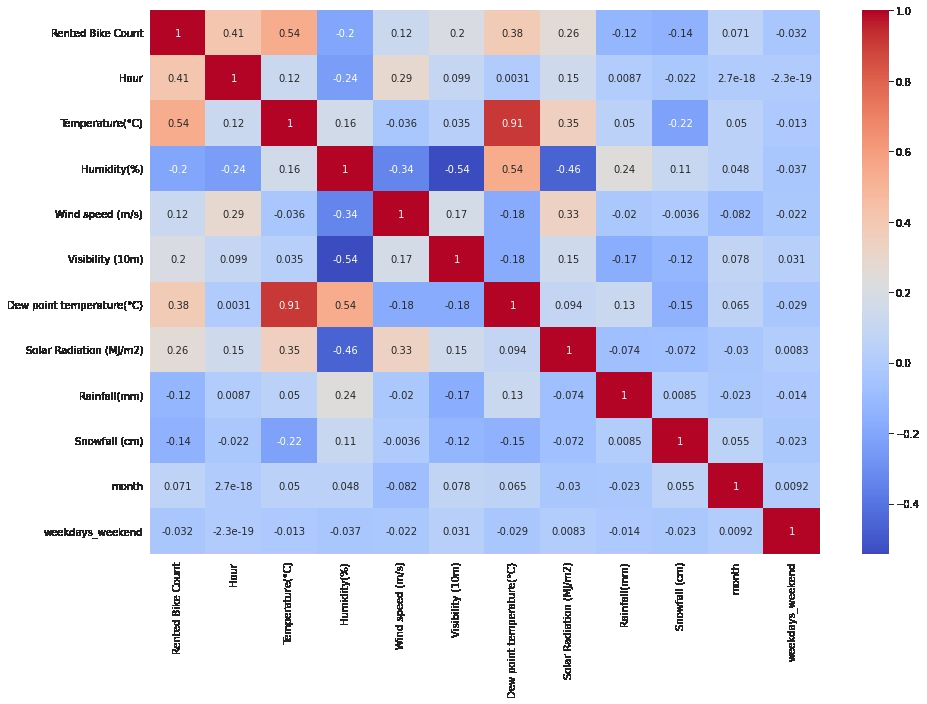 Rented Bike Count 1 0.41 0.54 -0.2 0.12 0.2 0.38 0.26 -0.12 -0.14 0.071 -0.032
Hour 0.41 1 0.12 -0.24 0.29 0.099 0.0031 0.15 0.0087 -0.022 2.7e-18 -2.3e-19
Temperature(°C) 0.54 0.12 1 0.16 -0.036 0.035 0.91 0.35 0.05 -0.22 0.05 -0.013
Humidity(%) -0.2 -0.24 0.16 1 -0.34 -0.54 0.54 -0.46 0.24 0.11 0.048 -0.037
Wind speed (m/s) 0.12 0.29 -0.036 -0.34 1 0.17 -0.18 0.33 -0.02 -0.0036 -0.082 -0.022
Visibility (10m) 0.2 0.099 0.035 -0.54 0.17 1 -0.18 0.15 -0.17 -0.12 0.078 0.031
Dew point temperature(°C) 0.38 0.0031 0.91 0.54 -0.18 -0.18 1 0.094 0.13 -0.15 0.065 -0.029
Solar Radiation (MJ/m2) 0.26 0.15 0.35 -0.46 0.33 0.15 0.094 1 -0.074 -0.072 -0.03 0.0083
Rainfall(mm) -0.12 0.0087 0.05 0.24 -0.02 -0.17 0.13 -0.074 1 0.0085 -0.023 -0.014
Snowfall (cm) -0.14 -0.022 -0.22 0.11 -0.0036 -0.12 -0.15 -0.072 0.0085 1 0.055 -0.023
month 0.071 2.7e-18 0.05 0.048 -0.082 0.078 0.065 -0.03 -0.023 0.055 1 0.0092
weekdays_weekend -0.032 -2.3e-19 -0.013 -0.037 -0.022 0.031 -0.029 0.0083 -0.014 -0.023 0.0092 1
Rented Bike Count
Hour
Temperature(°C)
Humidity(%)
Wind speed (m/s)
Visibility (10m)
Dew point temperature(°C)
Solar Radiation (MJ/m2)
Rainfall(mm)
Snowfall (cm)
month
weekdays_weekend
1.0
0.8
0.6
0.4
0.2
0.0
−0.2
−0.4